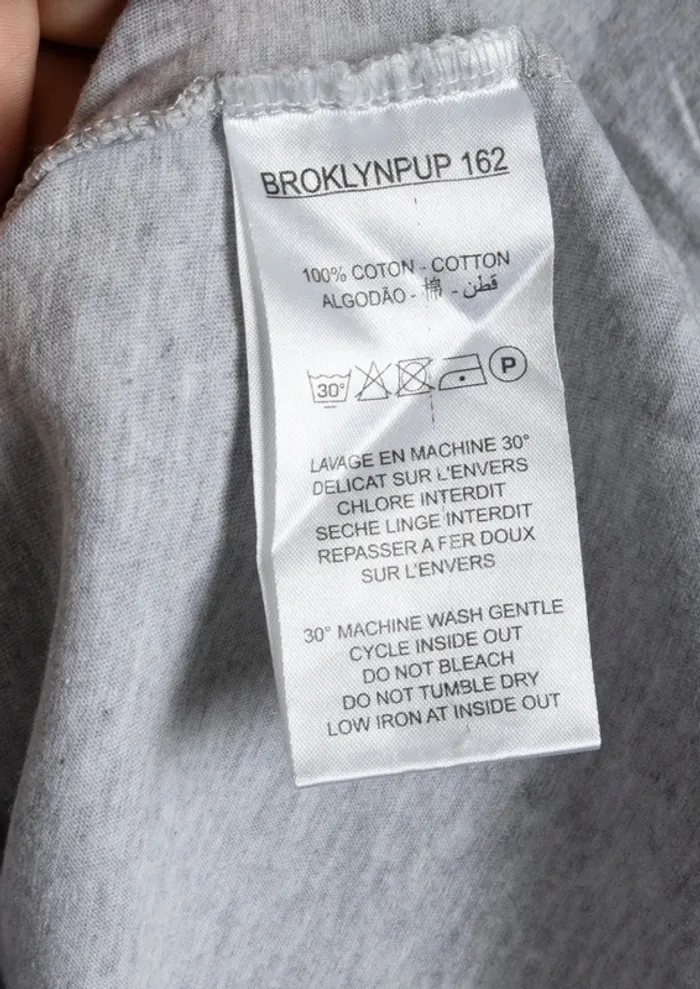 BROKLYNPUP 162
100% COTON - COTTON
ALGODÃO - 棉 - قطن
30° P
LAVAGE EN MACHINE 30°
DELICAT SUR L'ENVERS
CHLORE INTERDIT
SECHE LINGE INTERDIT
REPASSER A FER DOUX
SUR L'ENVERS
30° MACHINE WASH GENTLE
CYCLE INSIDE OUT
DO NOT BLEACH
DO NOT TUMBLE DRY
LOW IRON AT INSIDE OUT